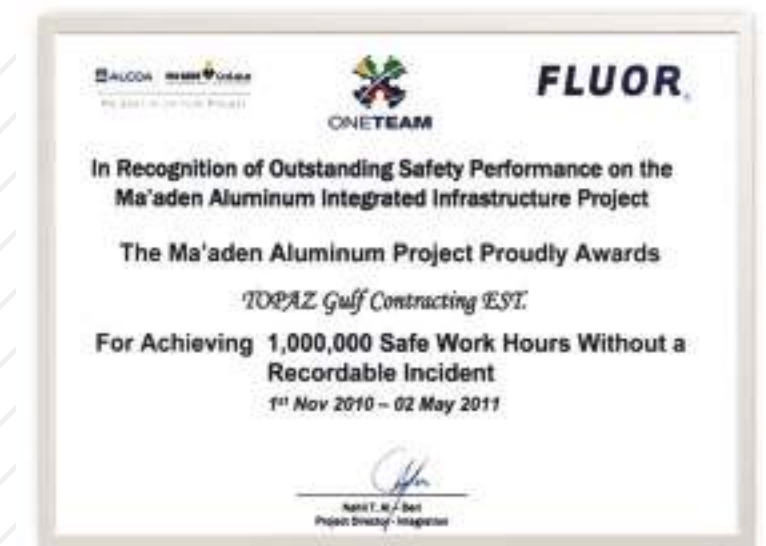 ALCOA
ONETEAM
FLUOR
In Recognition of Outstanding Safety Performance on the
Ma'aden Aluminum Integrated Infrastructure Project
The Ma'aden Aluminum Project Proudly Awards
TOPAZ Gulf Contracting EST.
For Achieving 1,000,000 Safe Work Hours Without a
Recordable Incident
1st Nov 2010 – 02 May 2011
Project Director - Integration